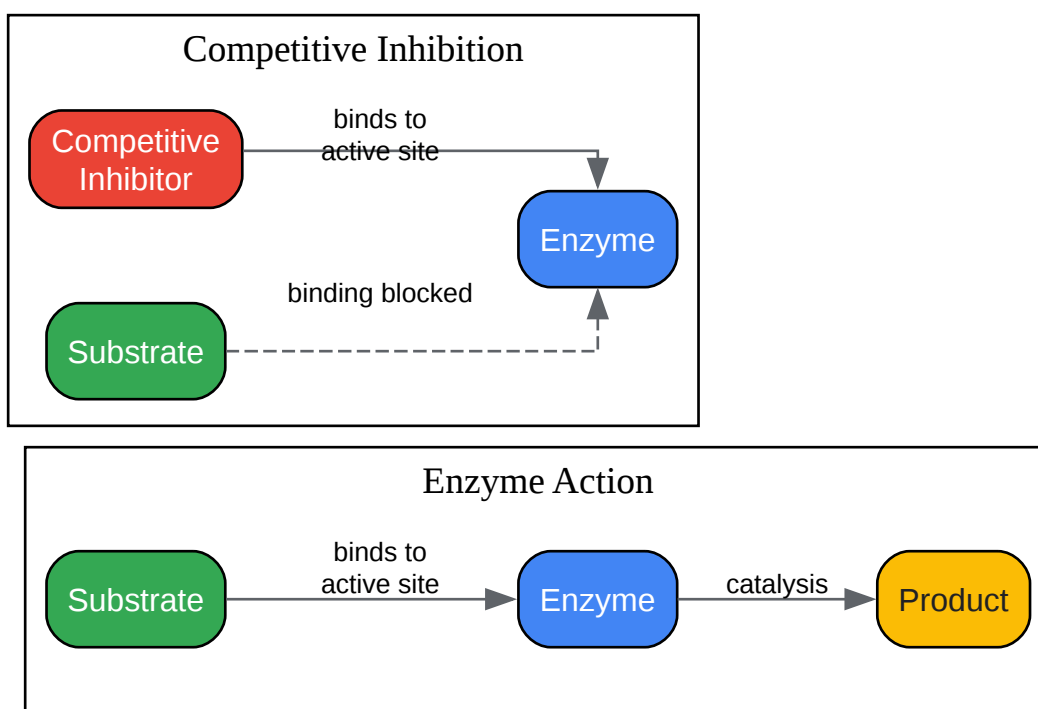 Competitive Inhibition
Competitive
Inhibitor
binds to
active site
Enzyme
binding blocked
Substrate
Enzyme Action
Substrate
binds to
active site
Enzyme
catalysis
Product